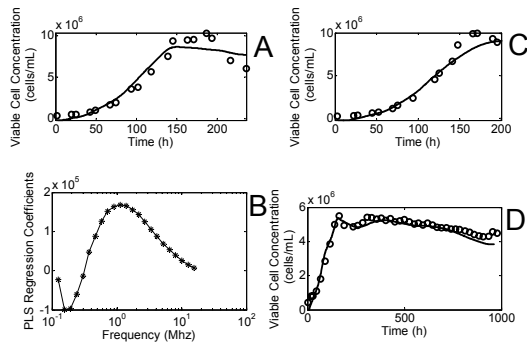 10 x 10^6
A
Viable Cell Concentration
(cells/mL)
5
0
0 50 100 150 200
Time (h)
10 x 10^6
C
Viable Cell Concentration
(cells/mL)
5
0
0 50 100 150 200
Time (h)
2 x 10^5
B
PLS Regression Coefficients
1
0
-1
10^-1 10^0 10^1 10^2
Frequency (Mhz)
6 x 10^6
D
Viable Cell Concentration
(cells/mL)
4
2
0
0 500 1000
Time (h)